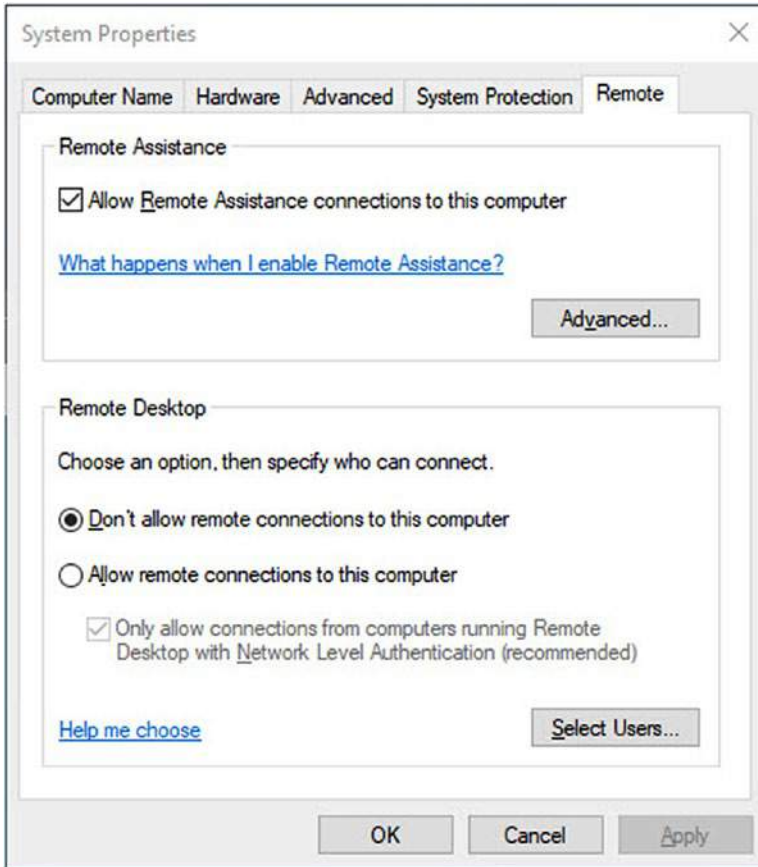 System Properties
Computer Name Hardware Advanced System Protection Remote
Remote Assistance
Allow Remote Assistance connections to this computer
What happens when I enable Remote Assistance?
Advanced...
Remote Desktop
Choose an option, then specify who can connect.
Don't allow remote connections to this computer
Allow remote connections to this computer
Only allow connections from computers running Remote
Desktop with Network Level Authentication (recommended)
Help me choose
Select Users...
OK Cancel Apply